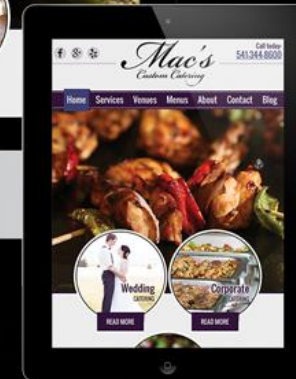 Call today-
541-344-8600
Mac's
Custom Catering
Home Services Venues Menus About Contact Blog
Wedding
CATERING
READ MORE
Corporate
CATERING
READ MORE